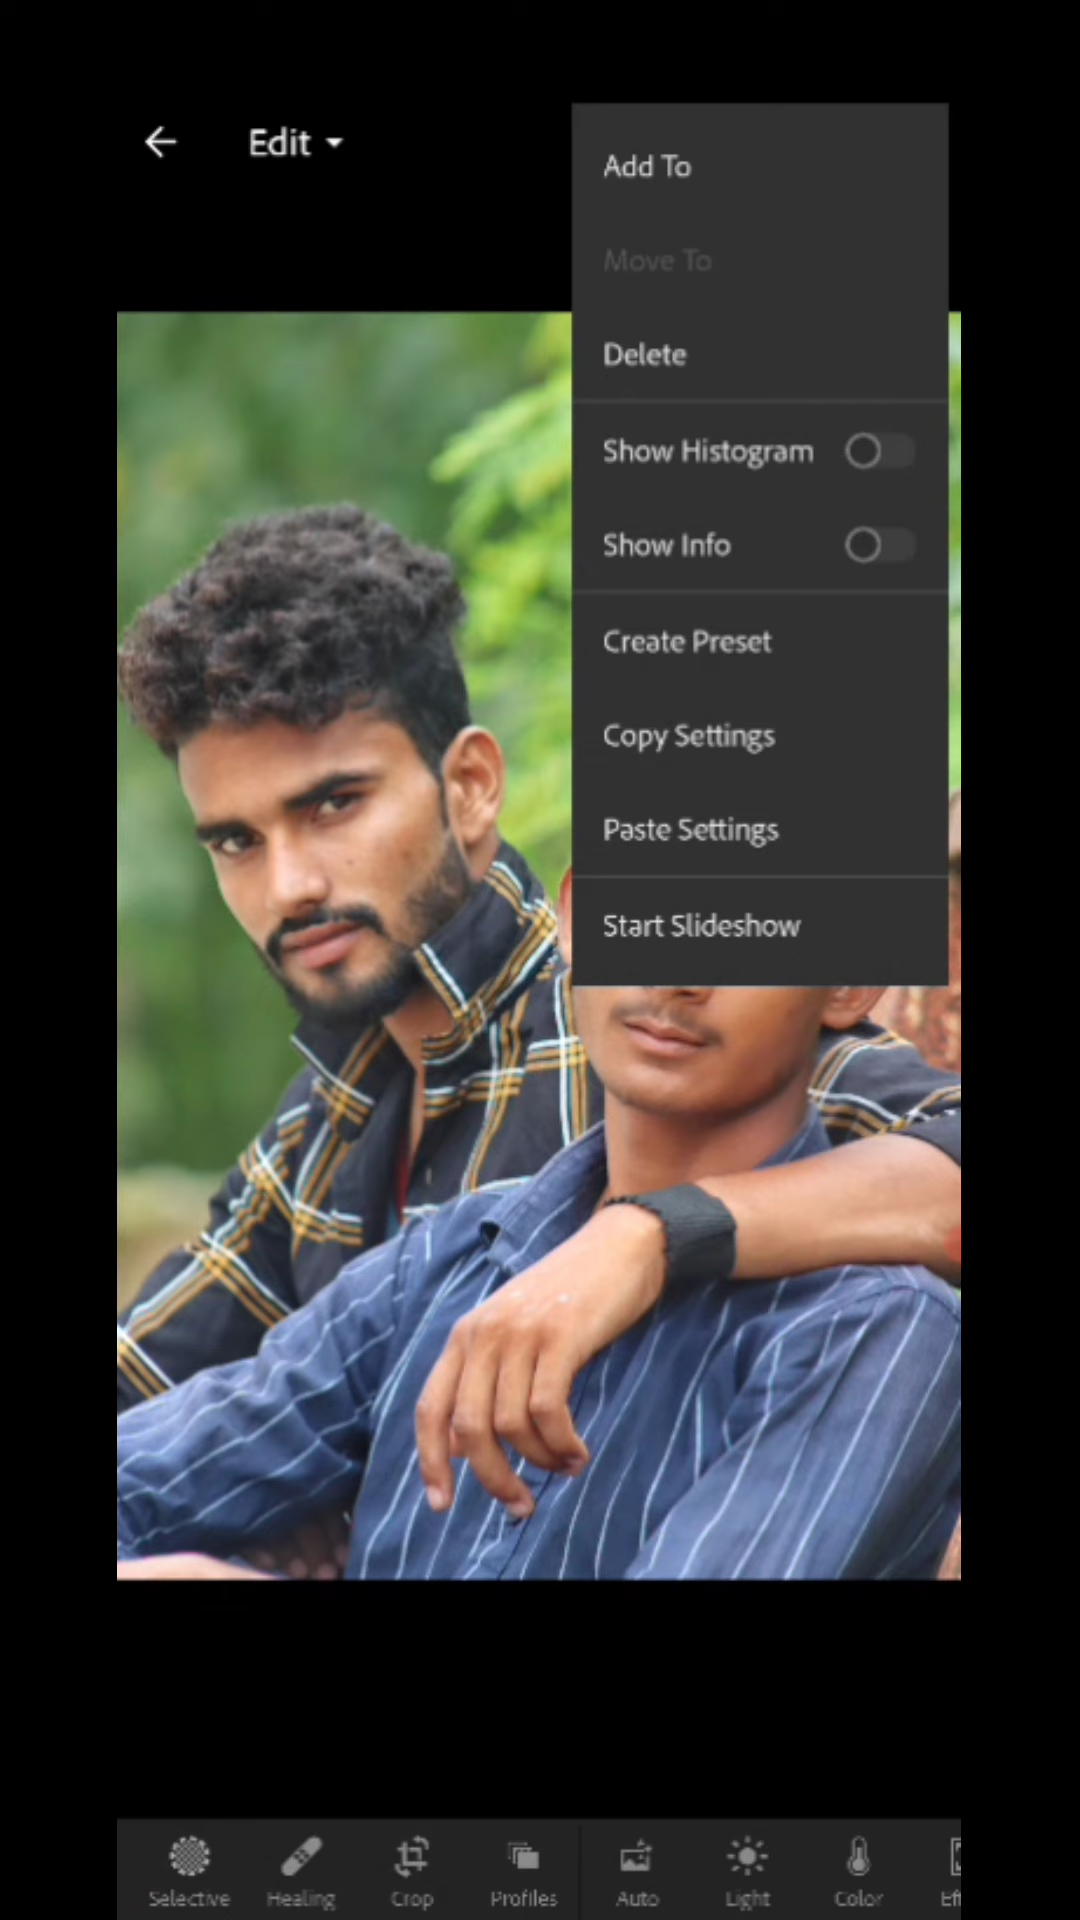 Edit
Add To
Move To
Delete
Show Histogram
Show Info
Create Preset
Copy Settings
Paste Settings
Start Slideshow
Selective
Healing
Crop
Profiles
Auto
Light
Color